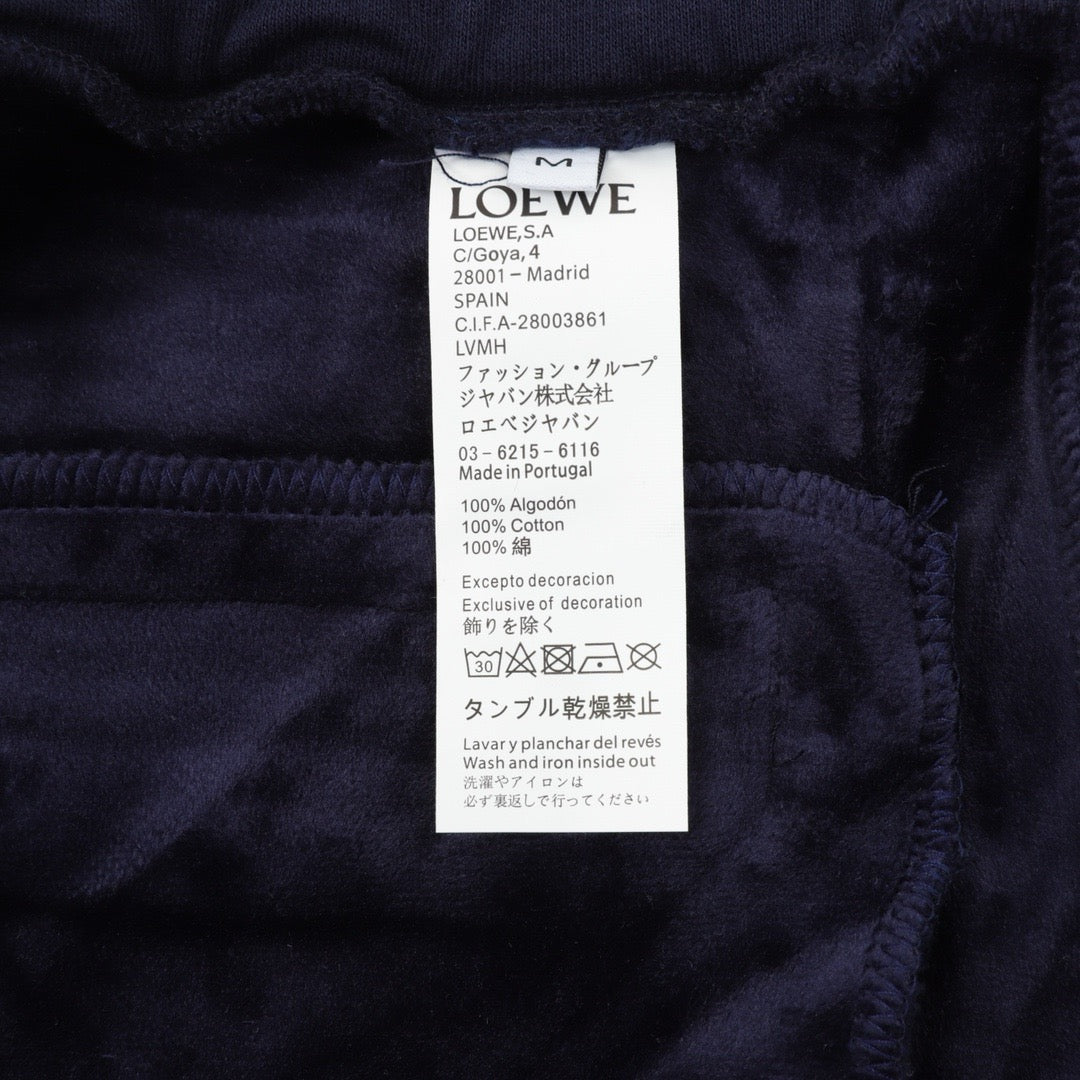 M
LOEWE
LOEWE,S.A
C/Goya, 4
28001 – Madrid
SPAIN
C.I.F.A-28003861
LVMH
ファッション・グループ
ジヤバン株式会社
ロエベジヤバン
03 – 6215 – 6116
Made in Portugal
100% Algodón
100% Cotton
100% 綿
Excepto decoracion
Exclusive of decoration
飾りを除く
30
タンブル乾燥禁止
Lavar y planchar del revés
Wash and iron inside out
洗濯やアイロンは
必ず裏返しで行ってください